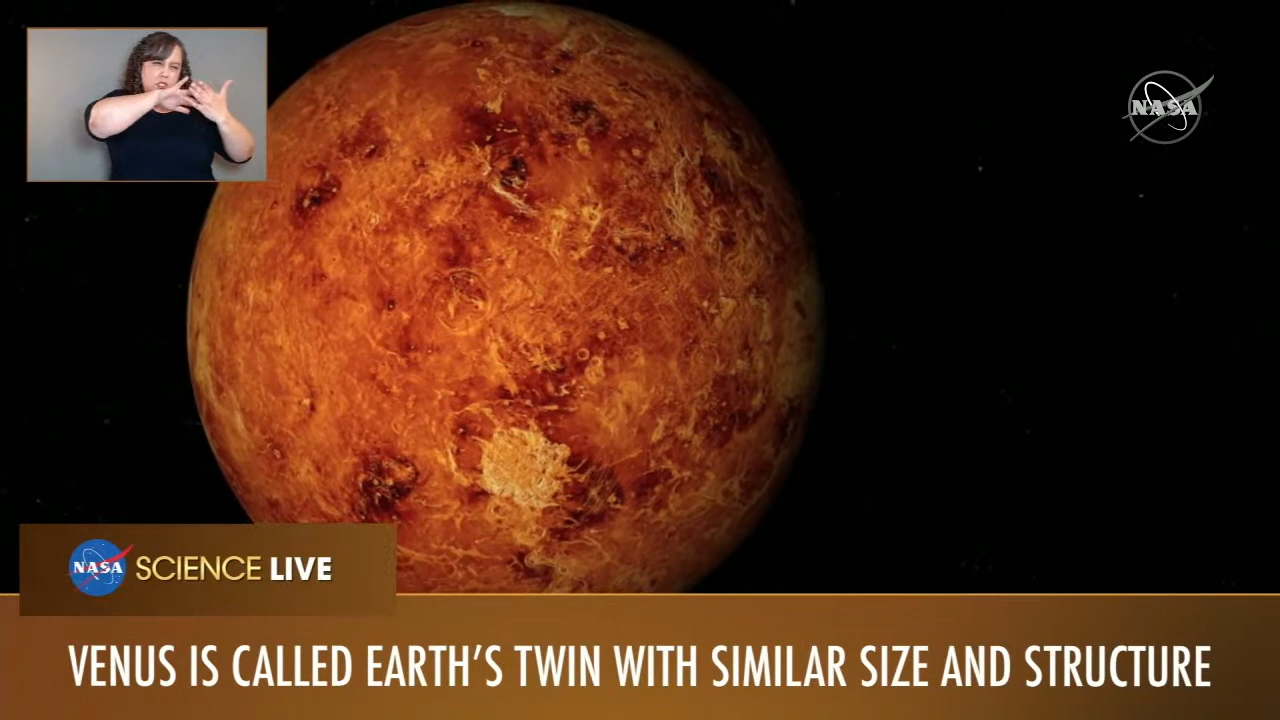 NASA
NASA SCIENCE LIVE
VENUS IS CALLED EARTH'S TWIN WITH SIMILAR SIZE AND STRUCTURE